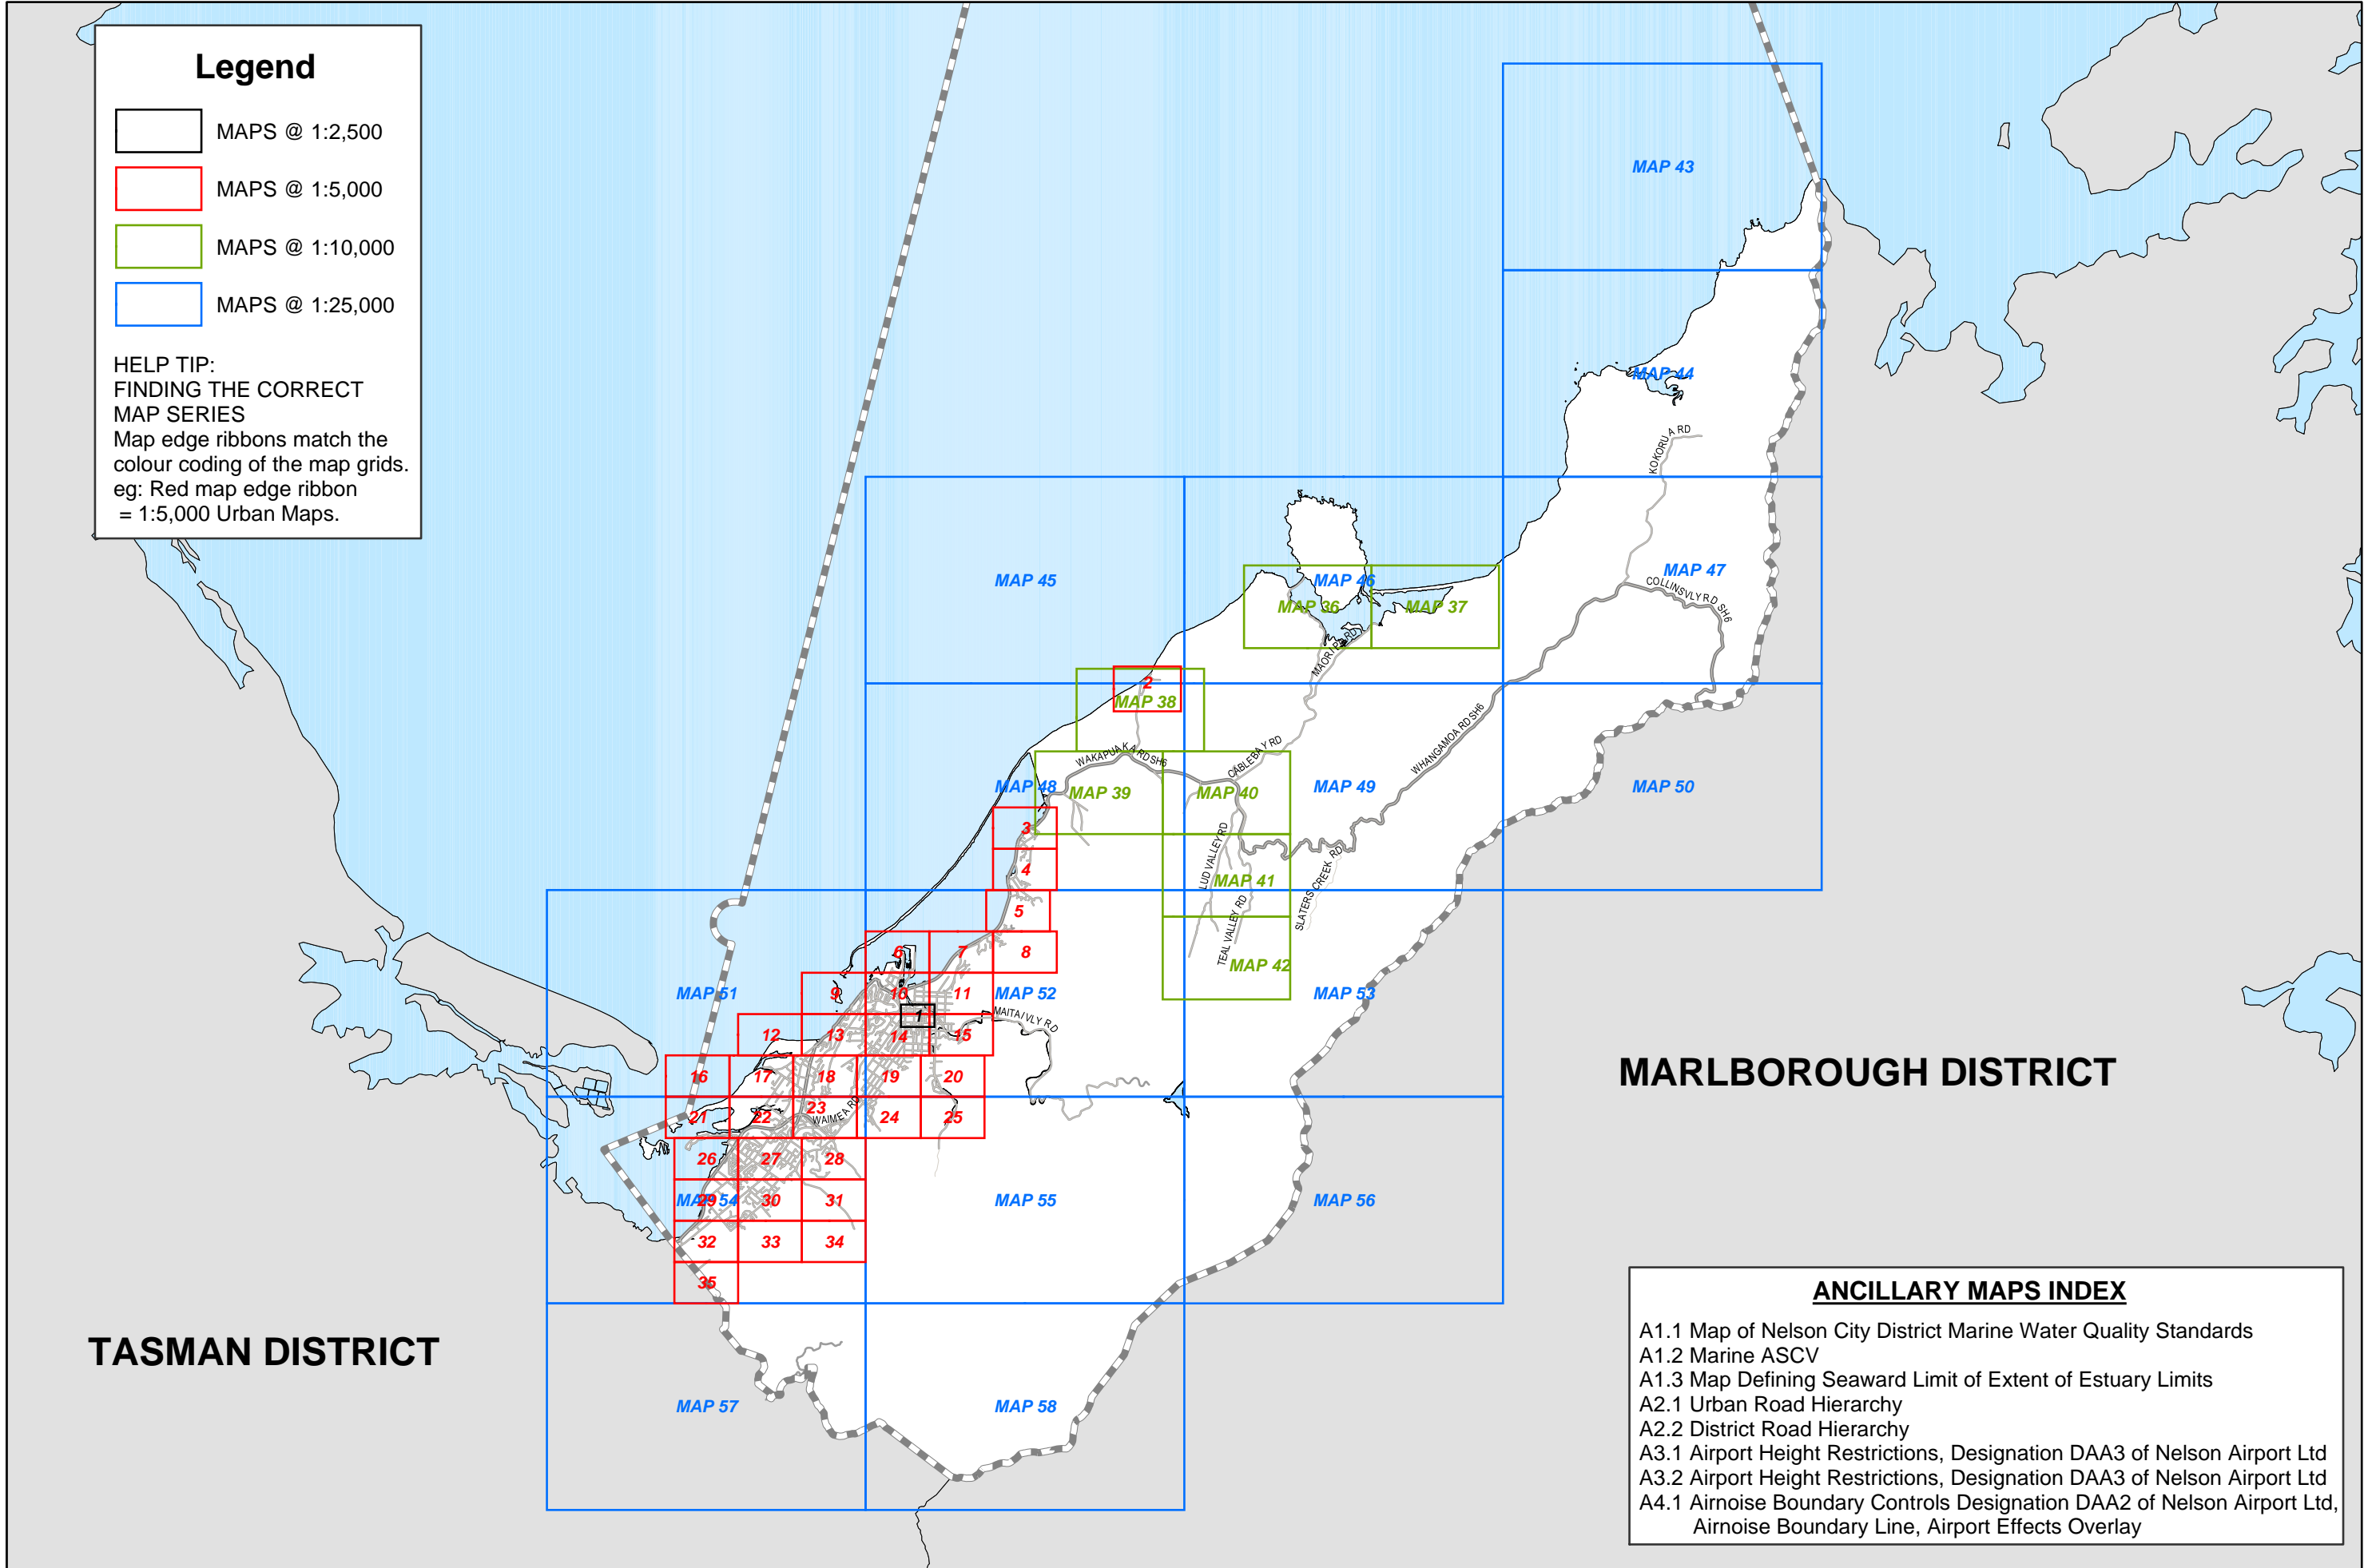 Legend
MAPS @ 1:2,500
MAPS @ 1:5,000
MAPS @ 1:10,000
MAPS @ 1:25,000
HELP TIP:
FINDING THE CORRECT
MAP SERIES
Map edge ribbons match the
colour coding of the map grids.
eg: Red map edge ribbon
= 1:5,000 Urban Maps.
MAP 43
MAP 44
KOKORUA RD
MAP 45
MAP 46
MAP 47
COLLINSVLY RD SH6
MAP 36
MAP 37
MAORI PA RD
2
MAP 38
WHANGAMOA RD SH6
WAKAPUAKA RD SH6
CABLEBAY RD
MAP 48
MAP 39
MAP 40
MAP 49
MAP 50
3
4
LUD VALLEY RD
SLATERS CREEK RD
MAP 41
5
TEAL VALLEY RD
6
7
8
MAP 42
MAP 51
9
10
11
MAP 52
MAP 53
1
MAITAI VLY RD
12
13
14
15
16
17
18
19
20
21
22
23
WAIMEA RD
24
25
26
27
28
MAP 54
29
30
31
MAP 55
MAP 56
32
33
34
35
MARLBOROUGH DISTRICT
TASMAN DISTRICT
MAP 57
MAP 58
ANCILLARY MAPS INDEX
A1.1 Map of Nelson City District Marine Water Quality Standards
A1.2 Marine ASCV
A1.3 Map Defining Seaward Limit of Extent of Estuary Limits
A2.1 Urban Road Hierarchy
A2.2 District Road Hierarchy
A3.1 Airport Height Restrictions, Designation DAA3 of Nelson Airport Ltd
A3.2 Airport Height Restrictions, Designation DAA3 of Nelson Airport Ltd
A4.1 Airnoise Boundary Controls Designation DAA2 of Nelson Airport Ltd,
Airnoise Boundary Line, Airport Effects Overlay